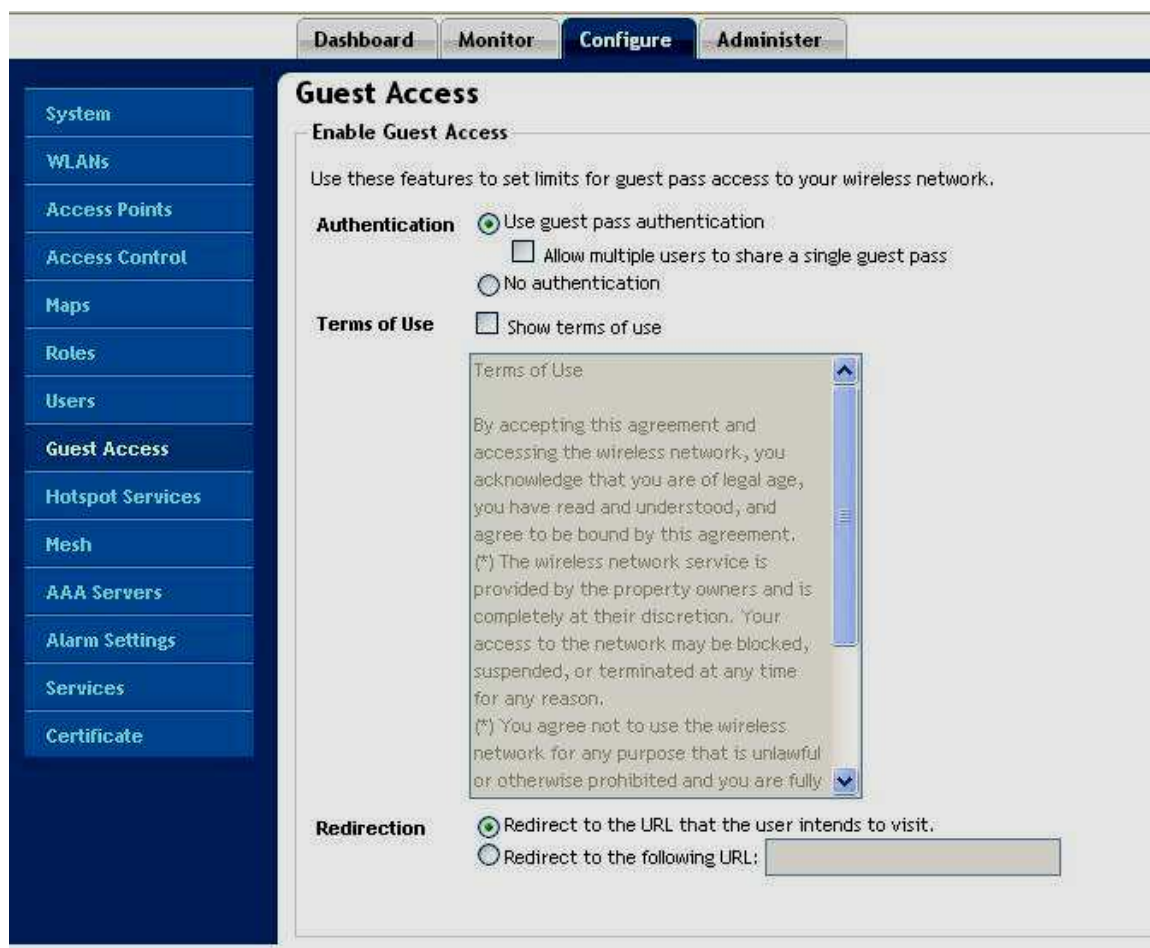 Dashboard
Monitor
Configure
Administer
System
WLANs
Access Points
Access Control
Maps
Roles
Users
Guest Access
Hotspot Services
Mesh
AAA Servers
Alarm Settings
Services
Certificate
Guest Access
Enable Guest Access
Use these features to set limits for guest pass access to your wireless network.
Authentication
Use guest pass authentication
Allow multiple users to share a single guest pass
No authentication
Terms of Use
Show terms of use
Terms of Use
By accepting this agreement and
accessing the wireless network, you
acknowledge that you are of legal age,
you have read and understood, and
agree to be bound by this agreement.
(*) The wireless network service is
provided by the property owners and is
completely at their discretion. Your
access to the network may be blocked,
suspended, or terminated at any time
for any reason.
(*) You agree not to use the wireless
network for any purpose that is unlawful
or otherwise prohibited and you are fully
Redirection
Redirect to the URL that the user intends to visit.
Redirect to the following URL: